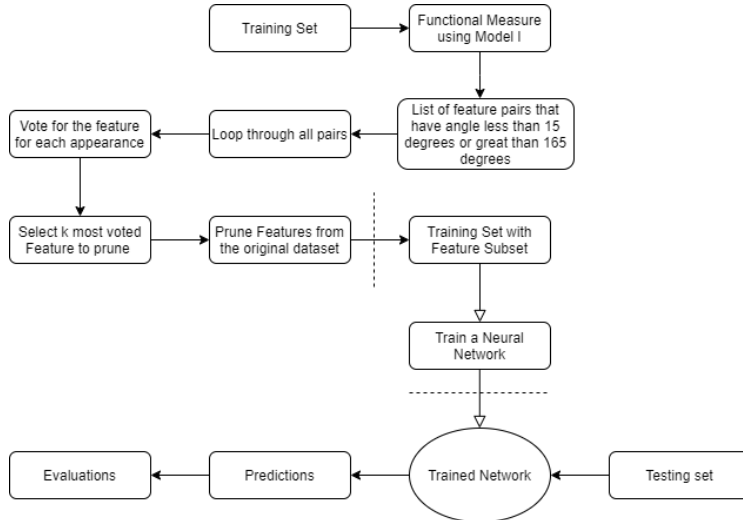 Training Set
Functional Measure
using Model I
List of feature pairs that
have angle less than 15
degrees or great than 165
degrees
Loop through all pairs
Vote for the feature
for each appearance
Select k most voted
Feature to prune
Prune Features from
the original dataset
Training Set with
Feature Subset
Train a Neural
Network
Trained Network
Testing set
Predictions
Evaluations